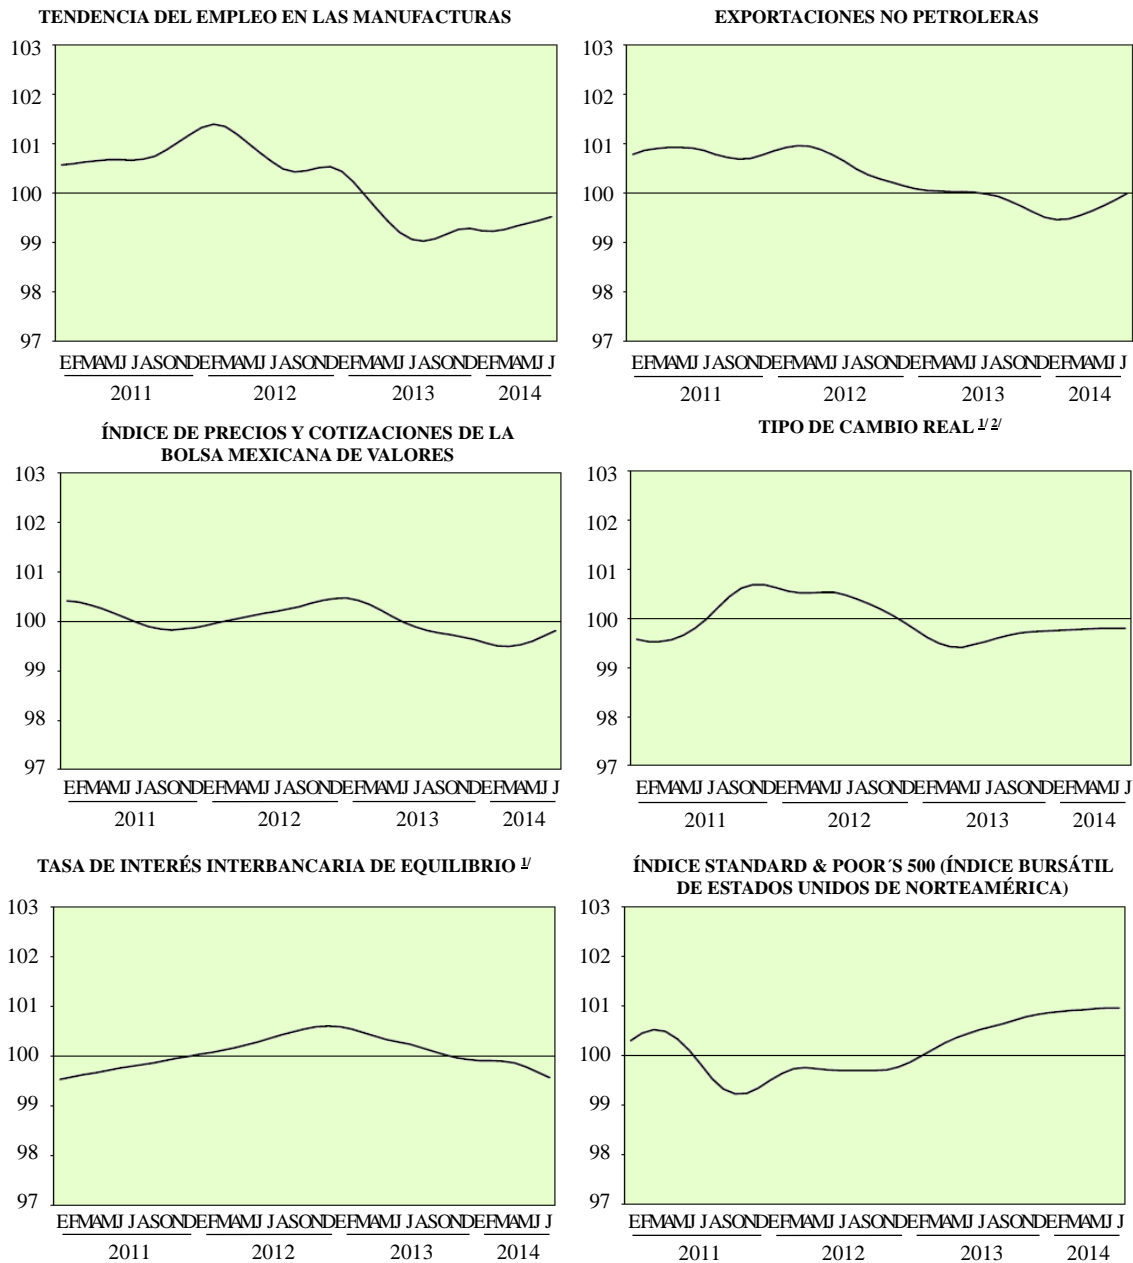 TENDENCIA DEL EMPLEO EN LAS MANUFACTURAS
103
102
101
100
99
98
97
EFMAMJ JASONDEFMAMJ JASONDEFMAMJ JASONDEFMAMJ J
2011 2012 2013 2014
EXPORTACIONES NO PETROLERAS
103
102
101
100
99
98
97
EFMAMJ JASONDEFMAMJ JASONDEFMAMJ JASONDEFMAMJ J
2011 2012 2013 2014
ÍNDICE DE PRECIOS Y COTIZACIONES DE LA
BOLSA MEXICANA DE VALORES
103
102
101
100
99
98
97
EFMAMJ JASONDEFMAMJ JASONDEFMAMJ JASONDEFMAMJ J
2011 2012 2013 2014
TIPO DE CAMBIO REAL 1/ 2/
103
102
101
100
99
98
97
EFMAMJ JASONDEFMAMJ JASONDEFMAMJ JASONDEFMAMJ J
2011 2012 2013 2014
TASA DE INTERÉS INTERBANCARIA DE EQUILIBRIO 1/
103
102
101
100
99
98
97
EFMAMJ JASONDEFMAMJ JASONDEFMAMJ JASONDEFMAMJ J
2011 2012 2013 2014
ÍNDICE STANDARD & POOR´S 500 (ÍNDICE BURSÁTIL
DE ESTADOS UNIDOS DE NORTEAMÉRICA)
103
102
101
100
99
98
97
EFMAMJ JASONDEFMAMJ JASONDEFMAMJ JASONDEFMAMJ J
2011 2012 2013 2014